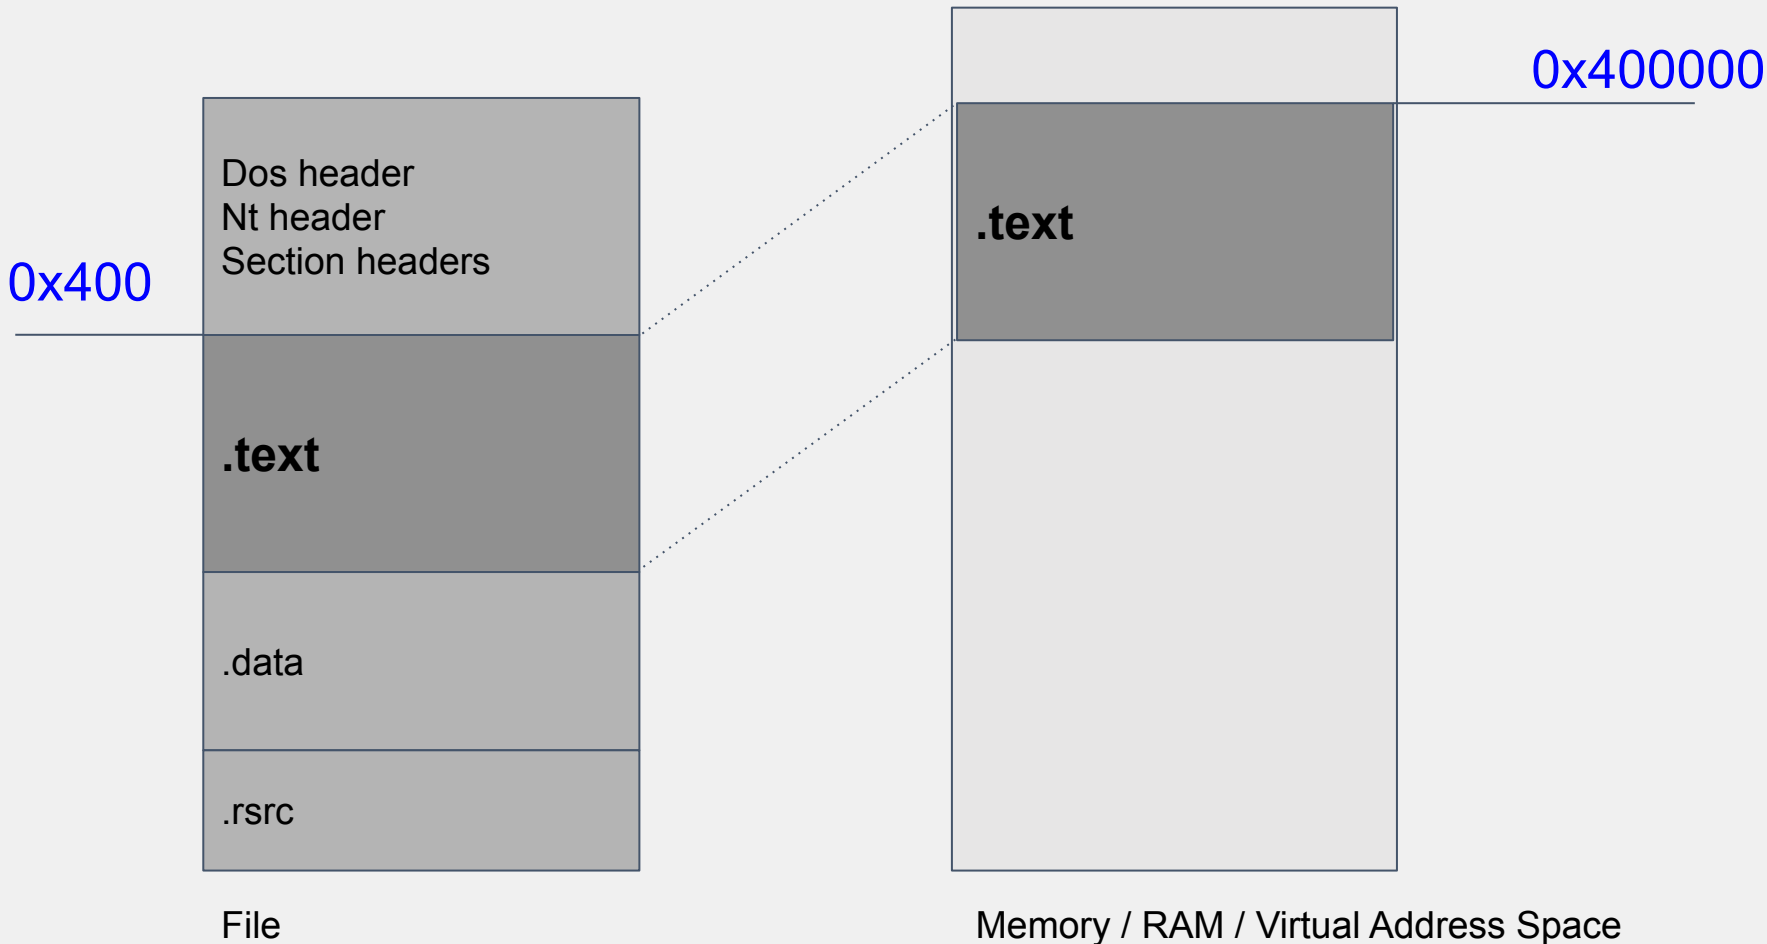 0x400000
Dos header
Nt header
Section headers
0x400
.text
.text
.data
.rsrc
File
Memory / RAM / Virtual Address Space